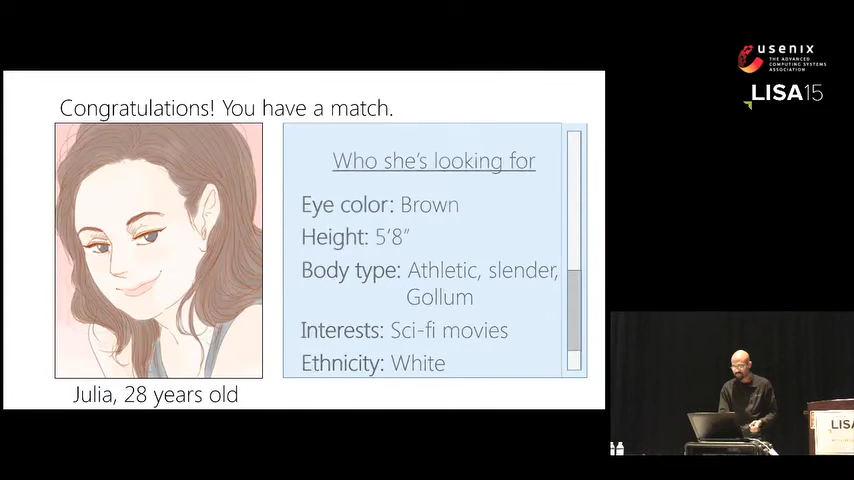 usenix
THE ADVANCED
COMPUTING SYSTEMS
ASSOCIATION
LISA15
Congratulations! You have a match.
Who she's looking for
Eye color: Brown
Height: 5'8"
Body type: Athletic, slender,
Gollum
Interests: Sci-fi movies
Ethnicity: White
Julia, 28 years old
LISA